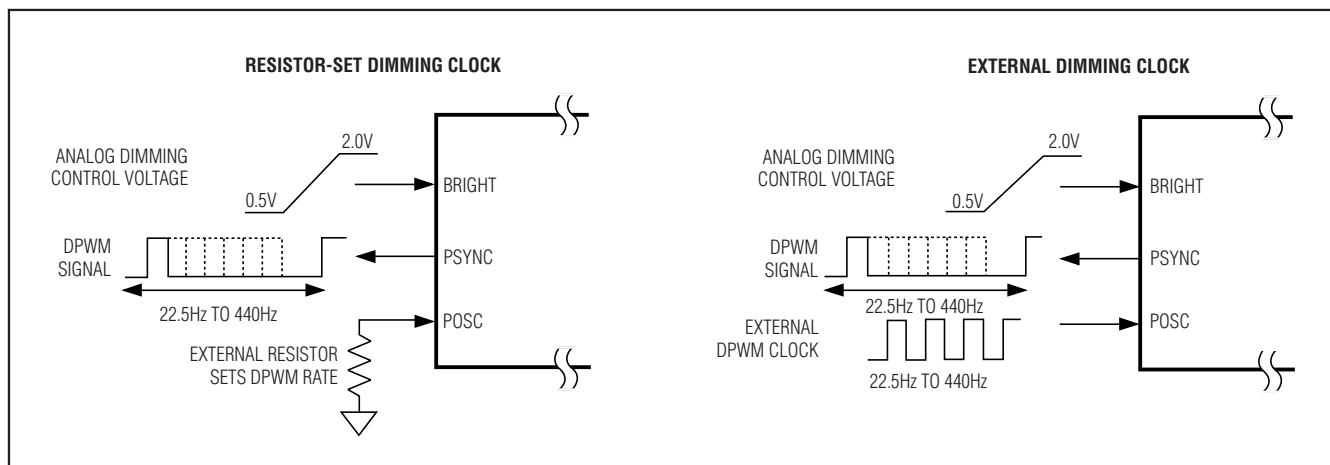 RESISTOR-SET DIMMING CLOCK
ANALOG DIMMING
CONTROL VOLTAGE
0.5V
2.0V
BRIGHT
DPWM
SIGNAL
PSYNC
22.5Hz TO 440Hz
POSC
EXTERNAL RESISTOR
SETS DPWM RATE
EXTERNAL DIMMING CLOCK
ANALOG DIMMING
CONTROL VOLTAGE
0.5V
2.0V
BRIGHT
DPWM
SIGNAL
PSYNC
22.5Hz TO 440Hz
EXTERNAL
DPWM CLOCK
POSC
22.5Hz TO 440Hz